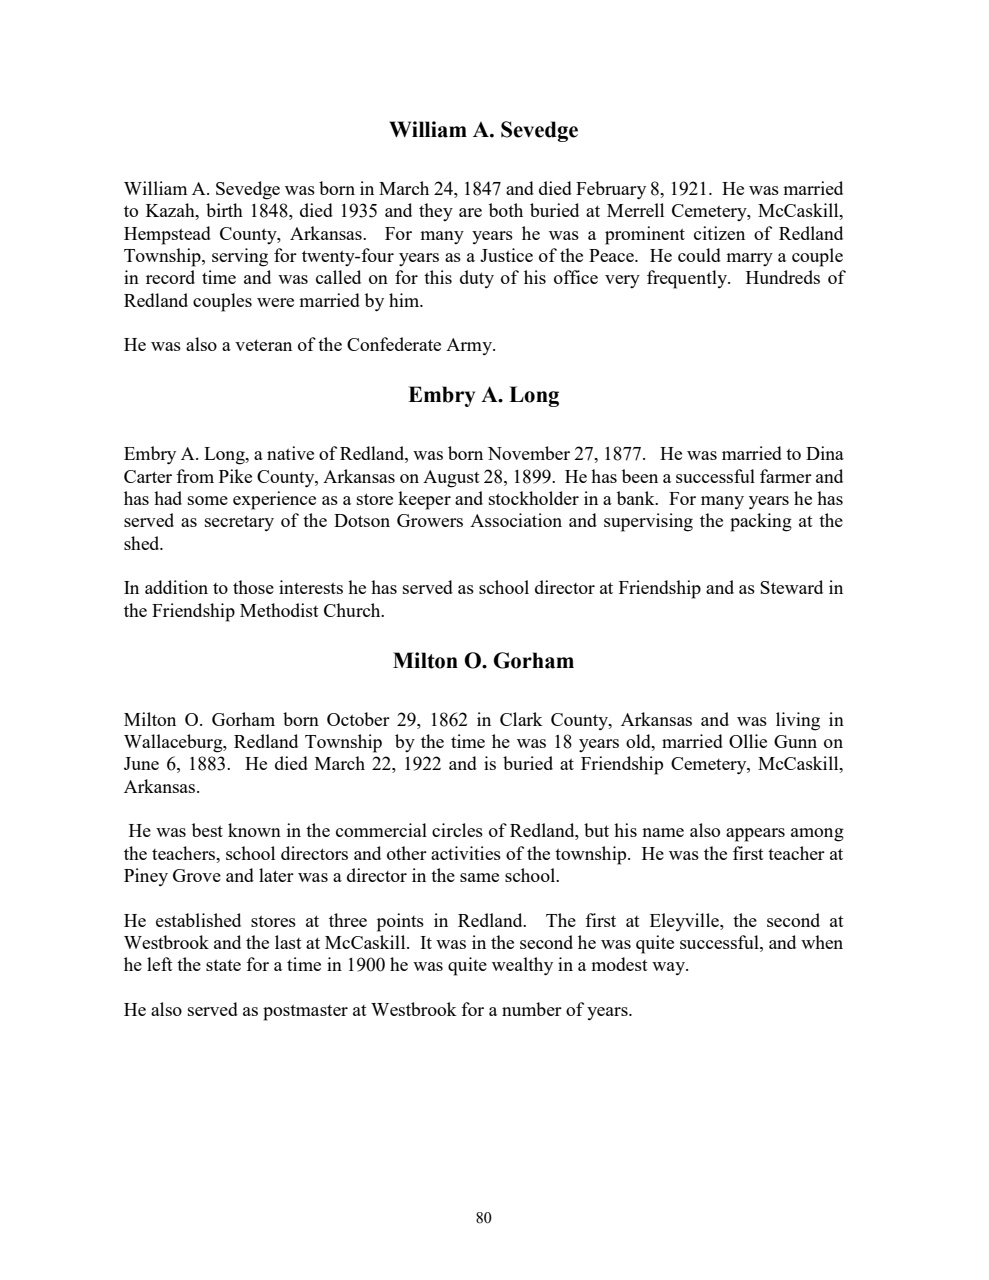 William A. Sevedge
William A. Sevedge was born in March 24, 1847 and died February 8, 1921.  He was married
to Kazah, birth 1848, died 1935 and they are both buried at Merrell Cemetery, McCaskill,
Hempstead County, Arkansas.  For many years he was a prominent citizen of Redland
Township, serving for twenty-four years as a Justice of the Peace.  He could marry a couple
in record time and was called on for this duty of his office very frequently.  Hundreds of
Redland couples were married by him.
He was also a veteran of the Confederate Army.
Embry A. Long
Embry A. Long, a native of Redland, was born November 27, 1877.   He was married to Dina
Carter from Pike County, Arkansas on August 28, 1899.  He has been a successful farmer and
has had some experience as a store keeper and stockholder in a bank.  For many years he has
served as secretary of the Dotson Growers Association and supervising the packing at the
shed.
In addition to those interests he has served as school director at Friendship and as Steward in
the Friendship Methodist Church.
Milton O. Gorham
Milton O. Gorham born October 29, 1862 in Clark County, Arkansas and was living in
Wallaceburg, Redland Township  by the time he was 18 years old, married Ollie Gunn on
June 6, 1883.  He died March 22, 1922 and is buried at Friendship Cemetery, McCaskill,
Arkansas.
He was best known in the commercial circles of Redland, but his name also appears among
the teachers, school directors and other activities of the township.  He was the first teacher at
Piney Grove and later was a director in the same school.
He established stores at three points in Redland.  The first at Eleyville, the second at
Westbrook and the last at McCaskill.  It was in the second he was quite successful, and when
he left the state for a time in 1900 he was quite wealthy in a modest way.
He also served as postmaster at Westbrook for a number of years.
80